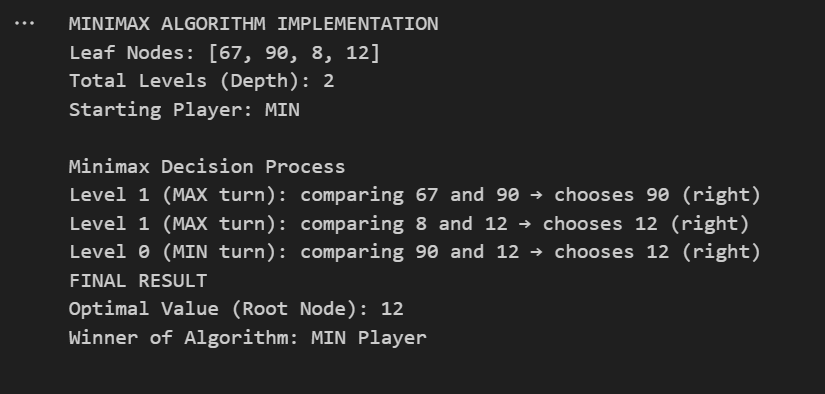 MINIMAX ALGORITHM IMPLEMENTATION
Leaf Nodes: [67, 90, 8, 12]
Total Levels (Depth): 2
Starting Player: MIN
Minimax Decision Process
Level 1 (MAX turn): comparing 67 and 90 → chooses 90 (right)
Level 1 (MAX turn): comparing 8 and 12 → chooses 12 (right)
Level 0 (MIN turn): comparing 90 and 12 → chooses 12 (right)
FINAL RESULT
Optimal Value (Root Node): 12
Winner of Algorithm: MIN Player